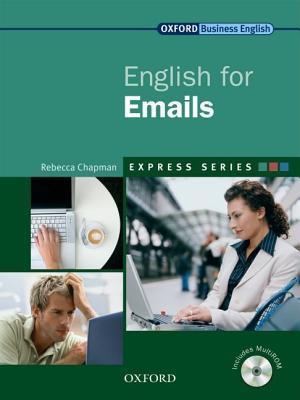 OXFORD Business English
English for
Emails
Rebecca Chapman
EXPRESS SERIES
Includes MultiROM
OXFORD